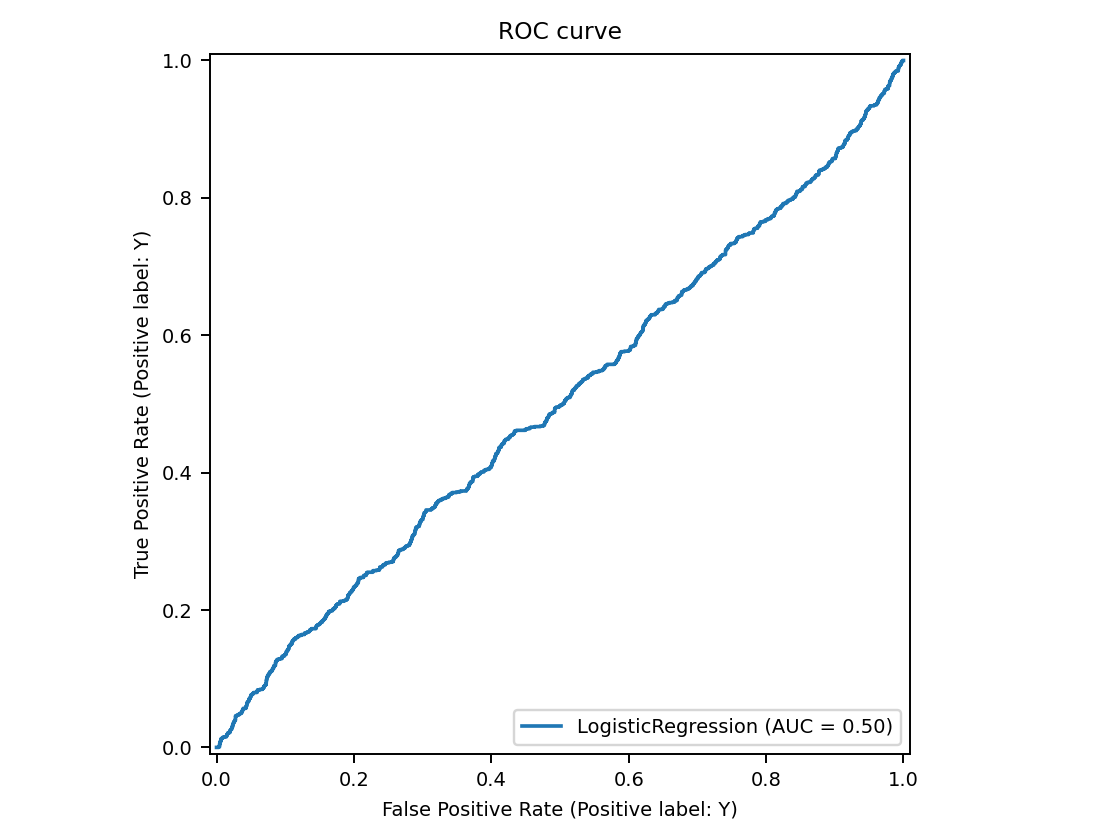 ROC curve
1.0
0.8
0.6
0.4
0.2
0.0
True Positive Rate (Positive label: Y)
LogisticRegression (AUC = 0.50)
0.0 0.2 0.4 0.6 0.8 1.0
False Positive Rate (Positive label: Y)